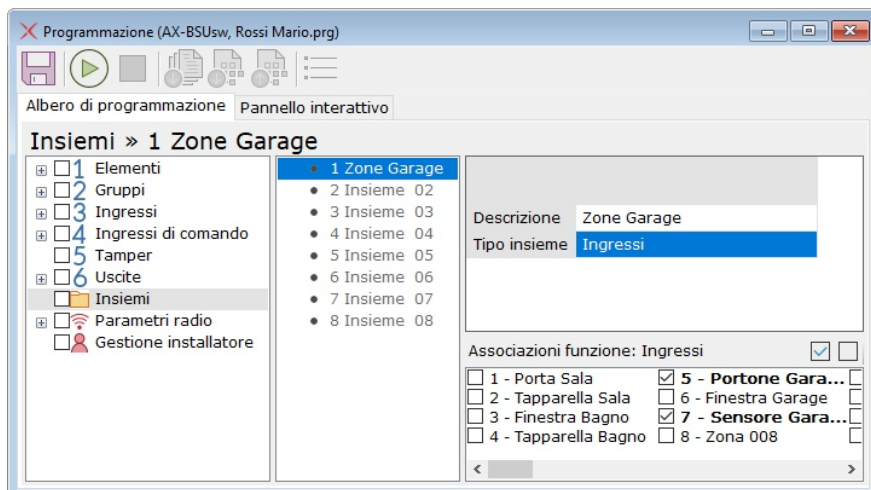 Programmazione (AX-BSUsw, Rossi Mario.prg)
Albero di programmazione Pannello interattivo
Insiemi » 1 Zone Garage
1 Elementi
2 Gruppi
3 Ingressi
4 Ingressi di comando
5 Tamper
6 Uscite
Insiemi
Parametri radio
Gestione installatore
• 1 Zone Garage
• 2 Insieme 02
• 3 Insieme 03
• 4 Insieme 04
• 5 Insieme 05
• 6 Insieme 06
• 7 Insieme 07
• 8 Insieme 08
Descrizione Zone Garage
Tipo insieme Ingressi
Associazioni funzione: Ingressi
1 - Porta Sala
2 - Tapparella Sala
3 - Finestra Bagno
4 - Tapparella Bagno
5 - Portone Gara...
6 - Finestra Garage
7 - Sensore Gara...
8 - Zona 008